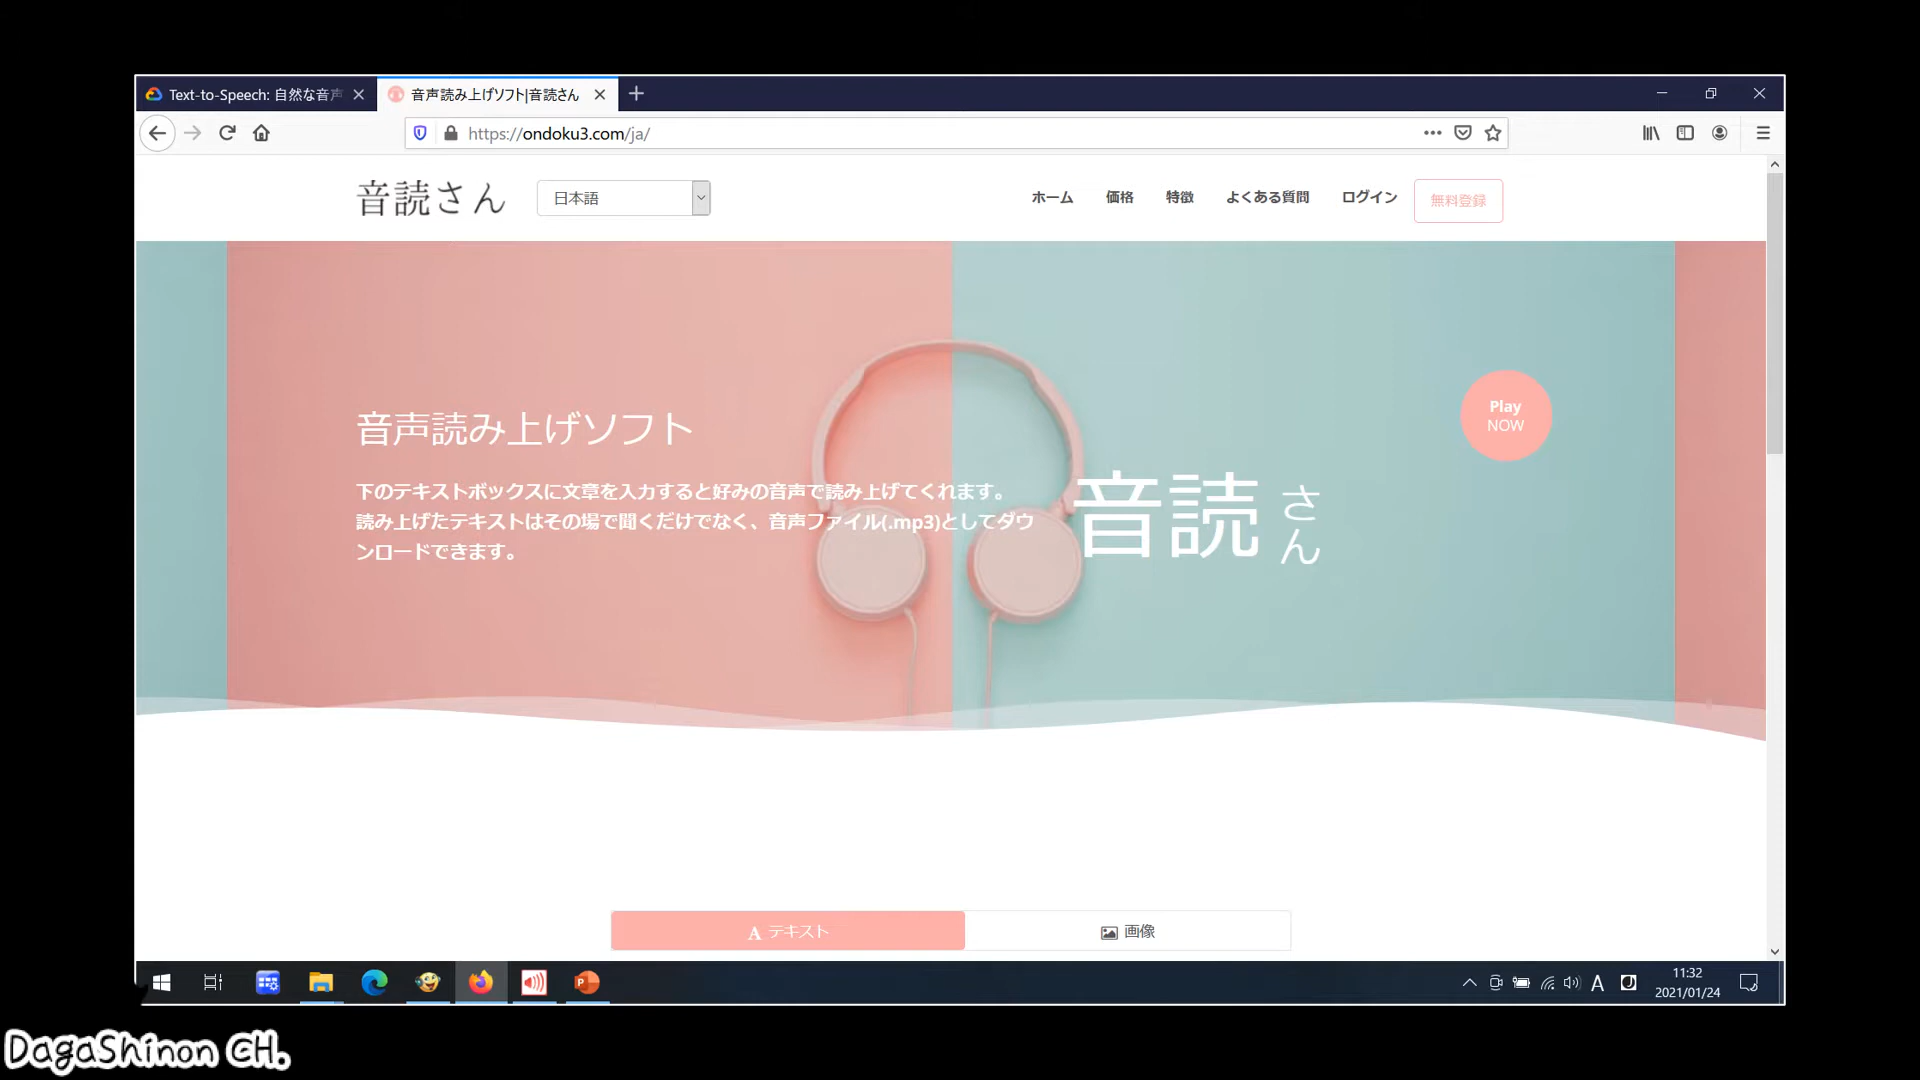 Text-to-Speech: 自然な音声
音声読み上げソフト|音読さん
https://ondoku3.com/ja/
音読さん
日本語
ホーム
価格
特徴
よくある質問
ログイン
無料登録
音声読み上げソフト
下のテキストボックスに文章を入力すると好みの音声で読み上げてくれます。
読み上げたテキストはその場で聞くだけでなく、音声ファイル(.mp3)としてダウ
ンロードできます。
音読さん
Play
NOW
A テキスト
画像
A
11:32
2021/01/24
DagaShinon CH.